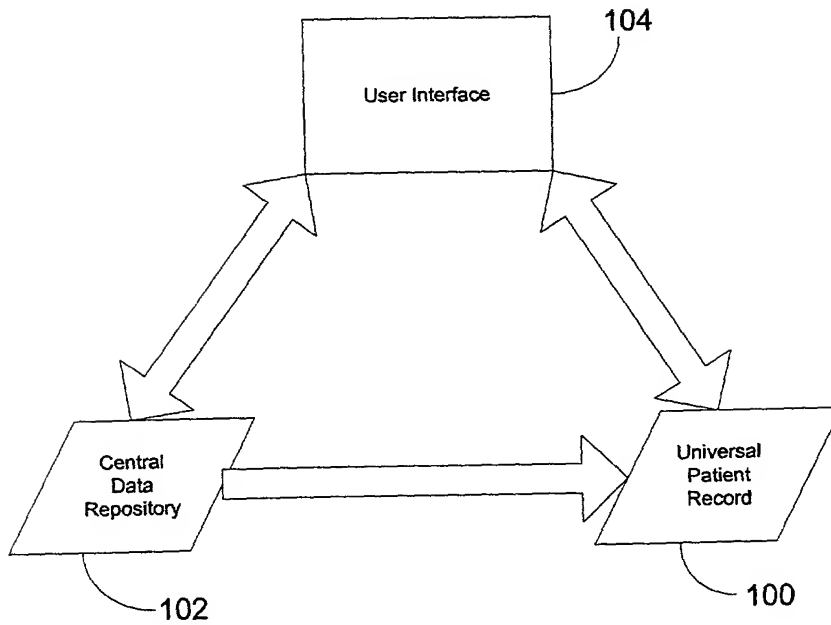 104
User Interface
Central
Data
Repository
Universal
Patient
Record
102
100